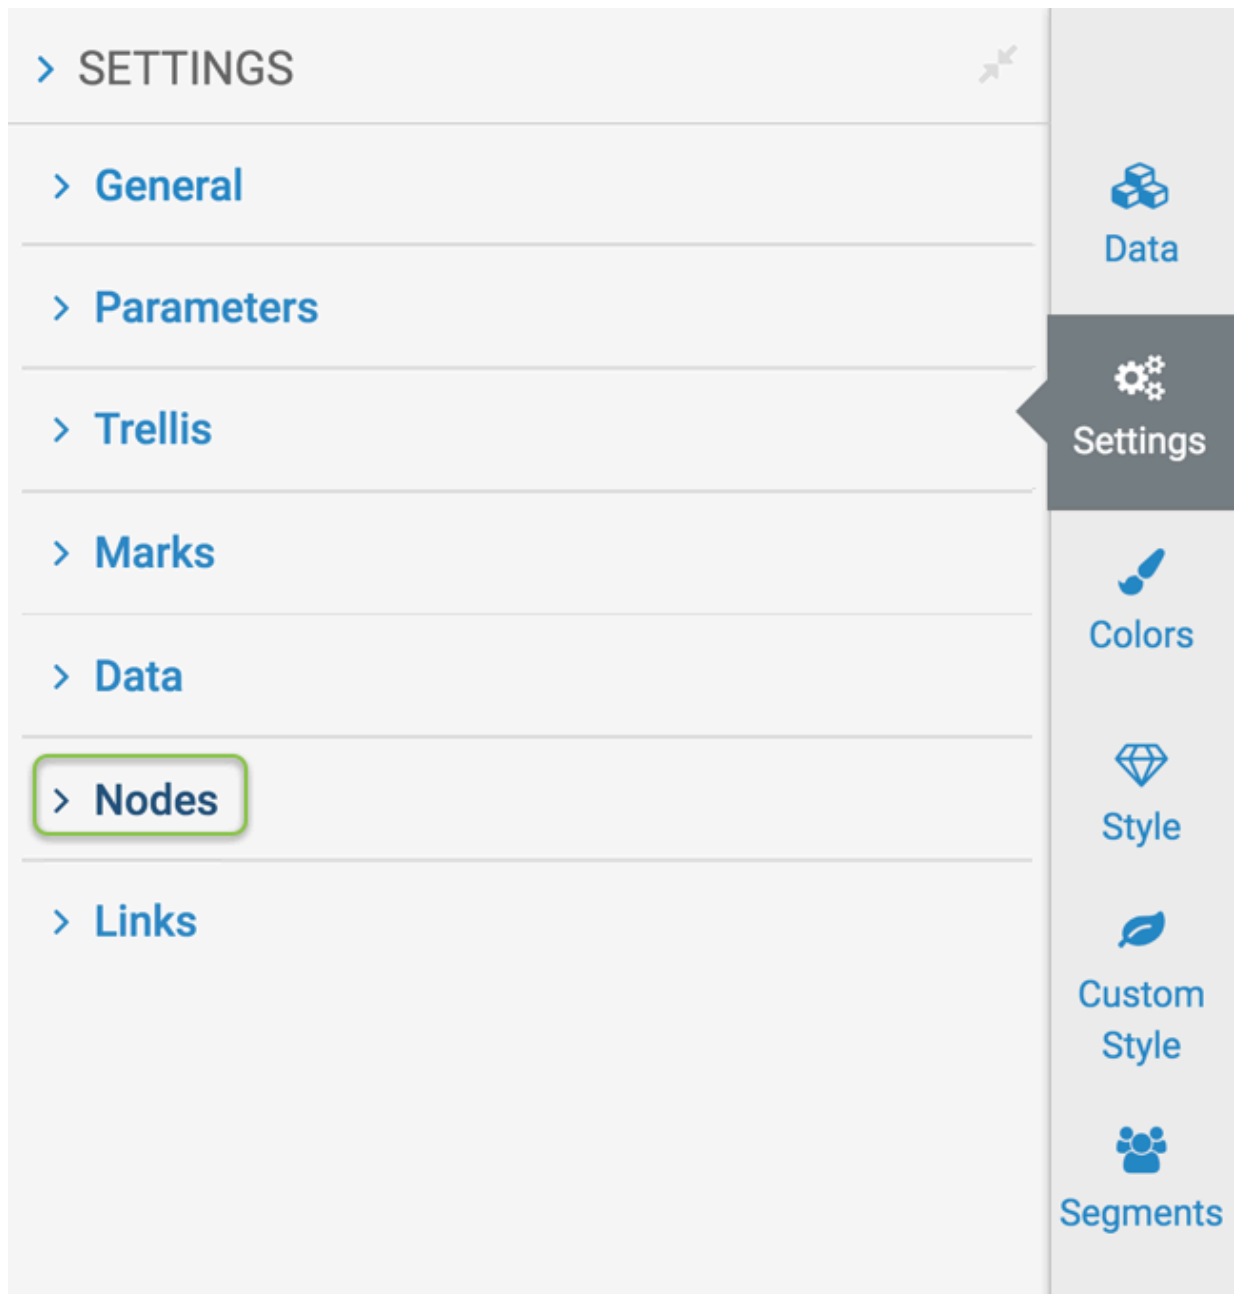 SETTINGS
General
Parameters
Trellis
Marks
Data
Nodes
Links
Data
Settings
Colors
Style
Custom
Style
Segments